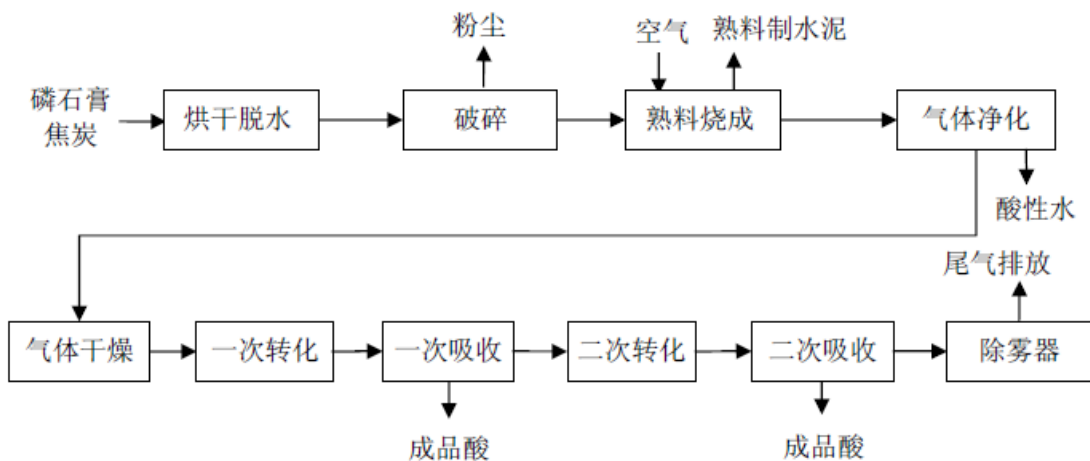 粉尘
空气
熟料制水泥
磷石膏
焦炭
烘干脱水
破碎
熟料烧成
气体净化
酸性水
尾气排放
气体干燥
一次转化
一次吸收
二次转化
二次吸收
除雾器
成品酸
成品酸